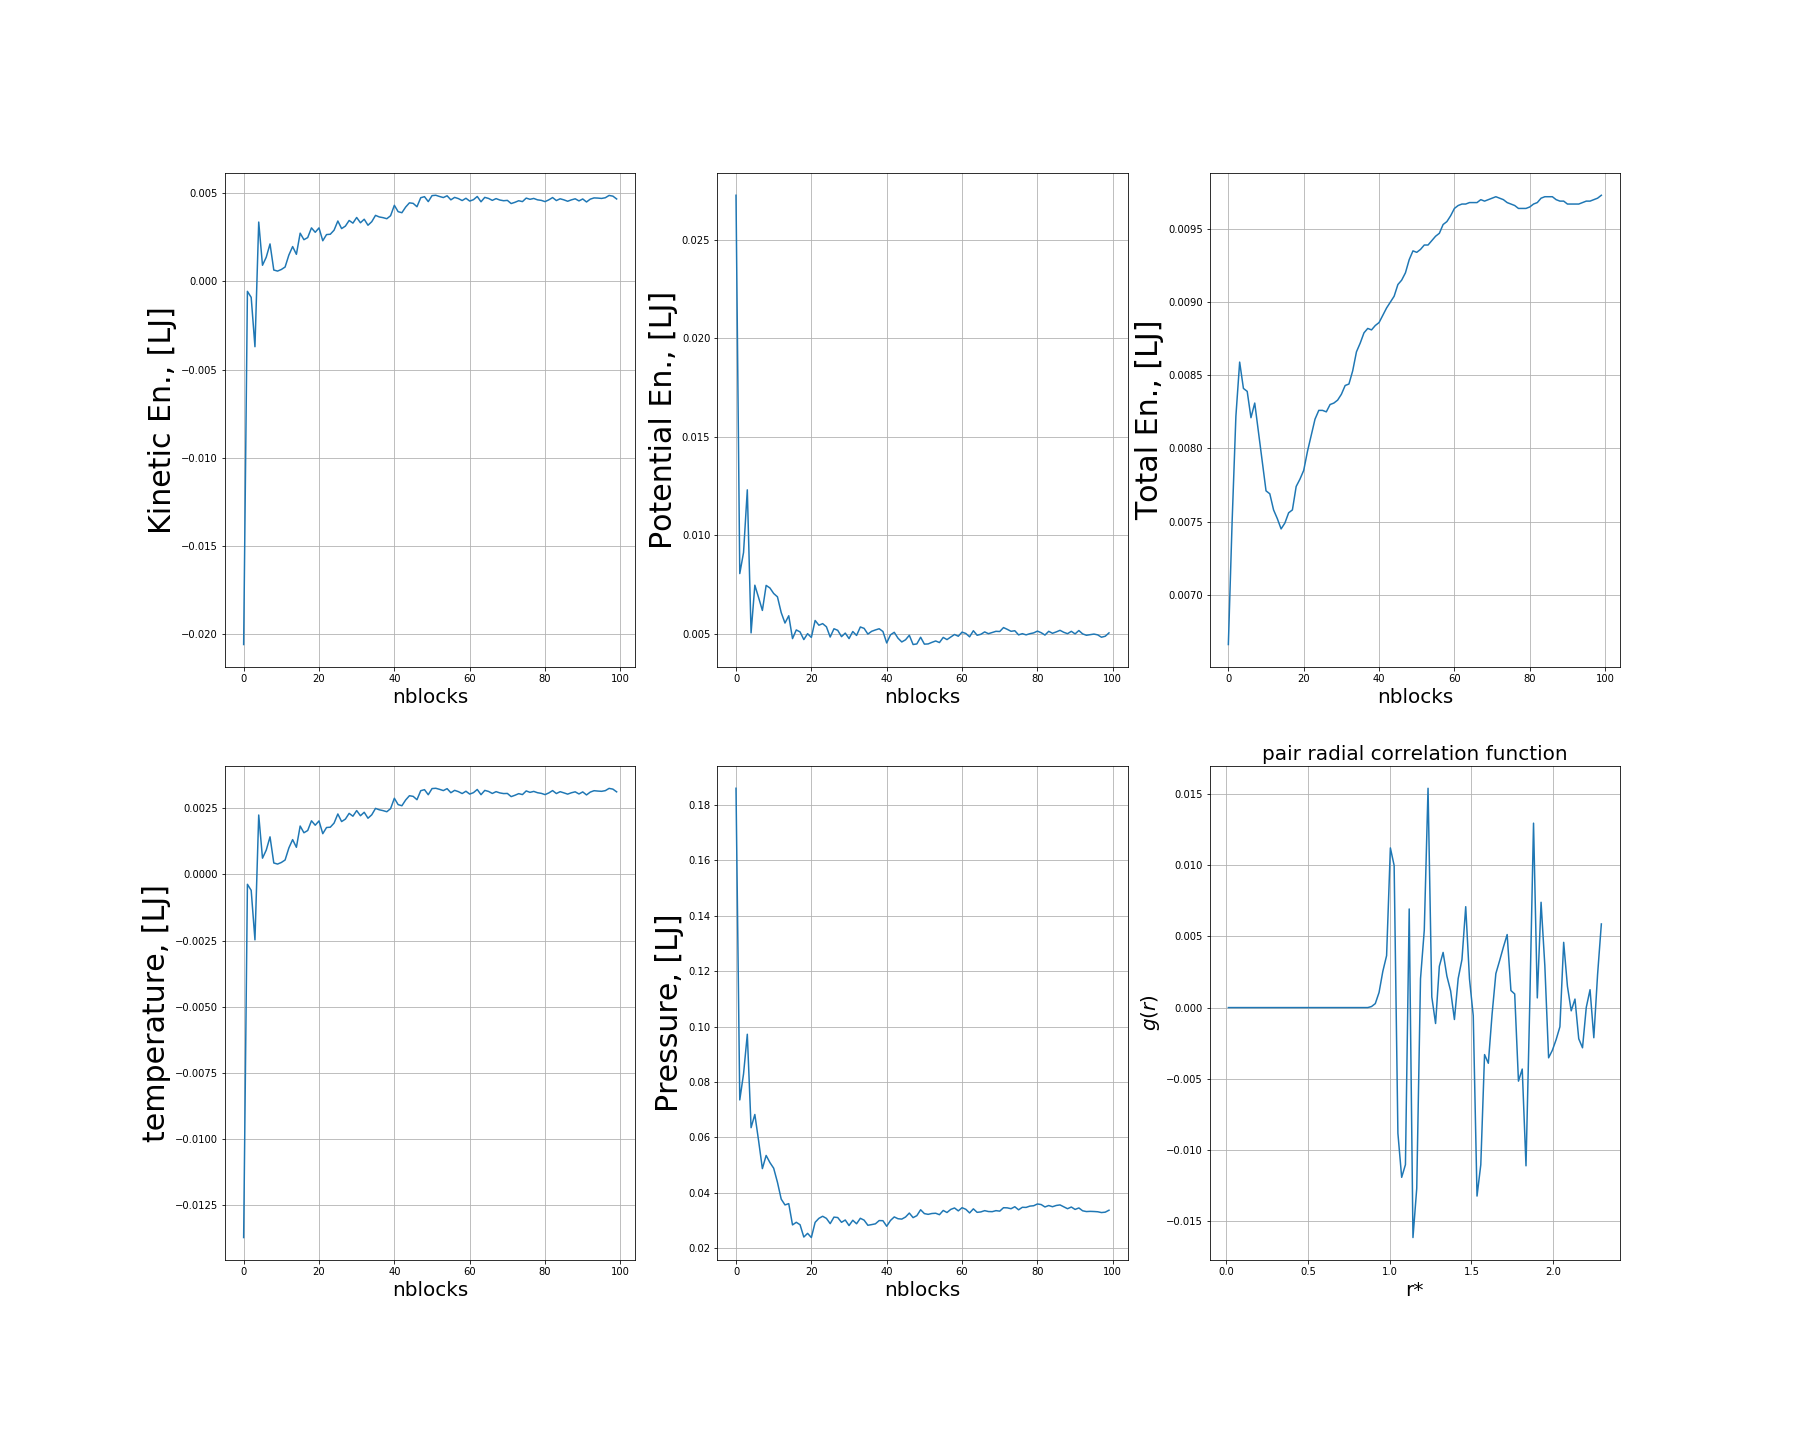 Kinetic En., [LJ]
0.005
0.000
−0.005
−0.010
−0.015
−0.020
0 20 40 60 80 100
nblocks
Potential En., [LJ]
0.025
0.020
0.015
0.010
0.005
0 20 40 60 80 100
nblocks
Total En., [LJ]
0.0095
0.0090
0.0085
0.0080
0.0075
0.0070
0 20 40 60 80 100
nblocks
temperature, [LJ]
0.0025
0.0000
−0.0025
−0.0050
−0.0075
−0.0100
−0.0125
0 20 40 60 80 100
nblocks
Pressure, [LJ]
0.18
0.16
0.14
0.12
0.10
0.08
0.06
0.04
0.02
0 20 40 60 80 100
nblocks
pair radial correlation function
g(r)
0.015
0.010
0.005
0.000
−0.005
−0.010
−0.015
0.0 0.5 1.0 1.5 2.0
r*